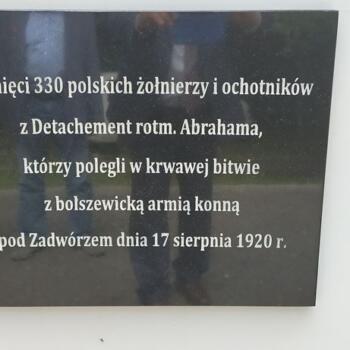 ięci 330 polskich żołnierzy i ochotników
z Detachement rotm. Abrahama,
którzy polegli w krwawej bitwie
z bolszewicką armią konną
pod Zadwórzem dnia 17 sierpnia 1920 r.